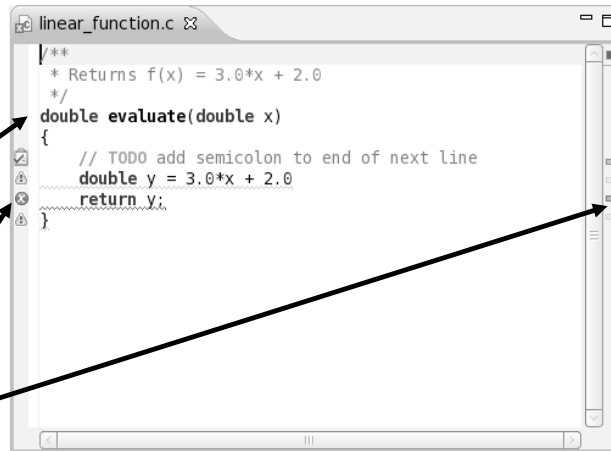 linear_function.c
/**
 * Returns f(x) = 3.0*x + 2.0
 */
double evaluate(double x)
{
    // TODO add semicolon to end of next line
    double y = 3.0*x + 2.0
    return y;
}